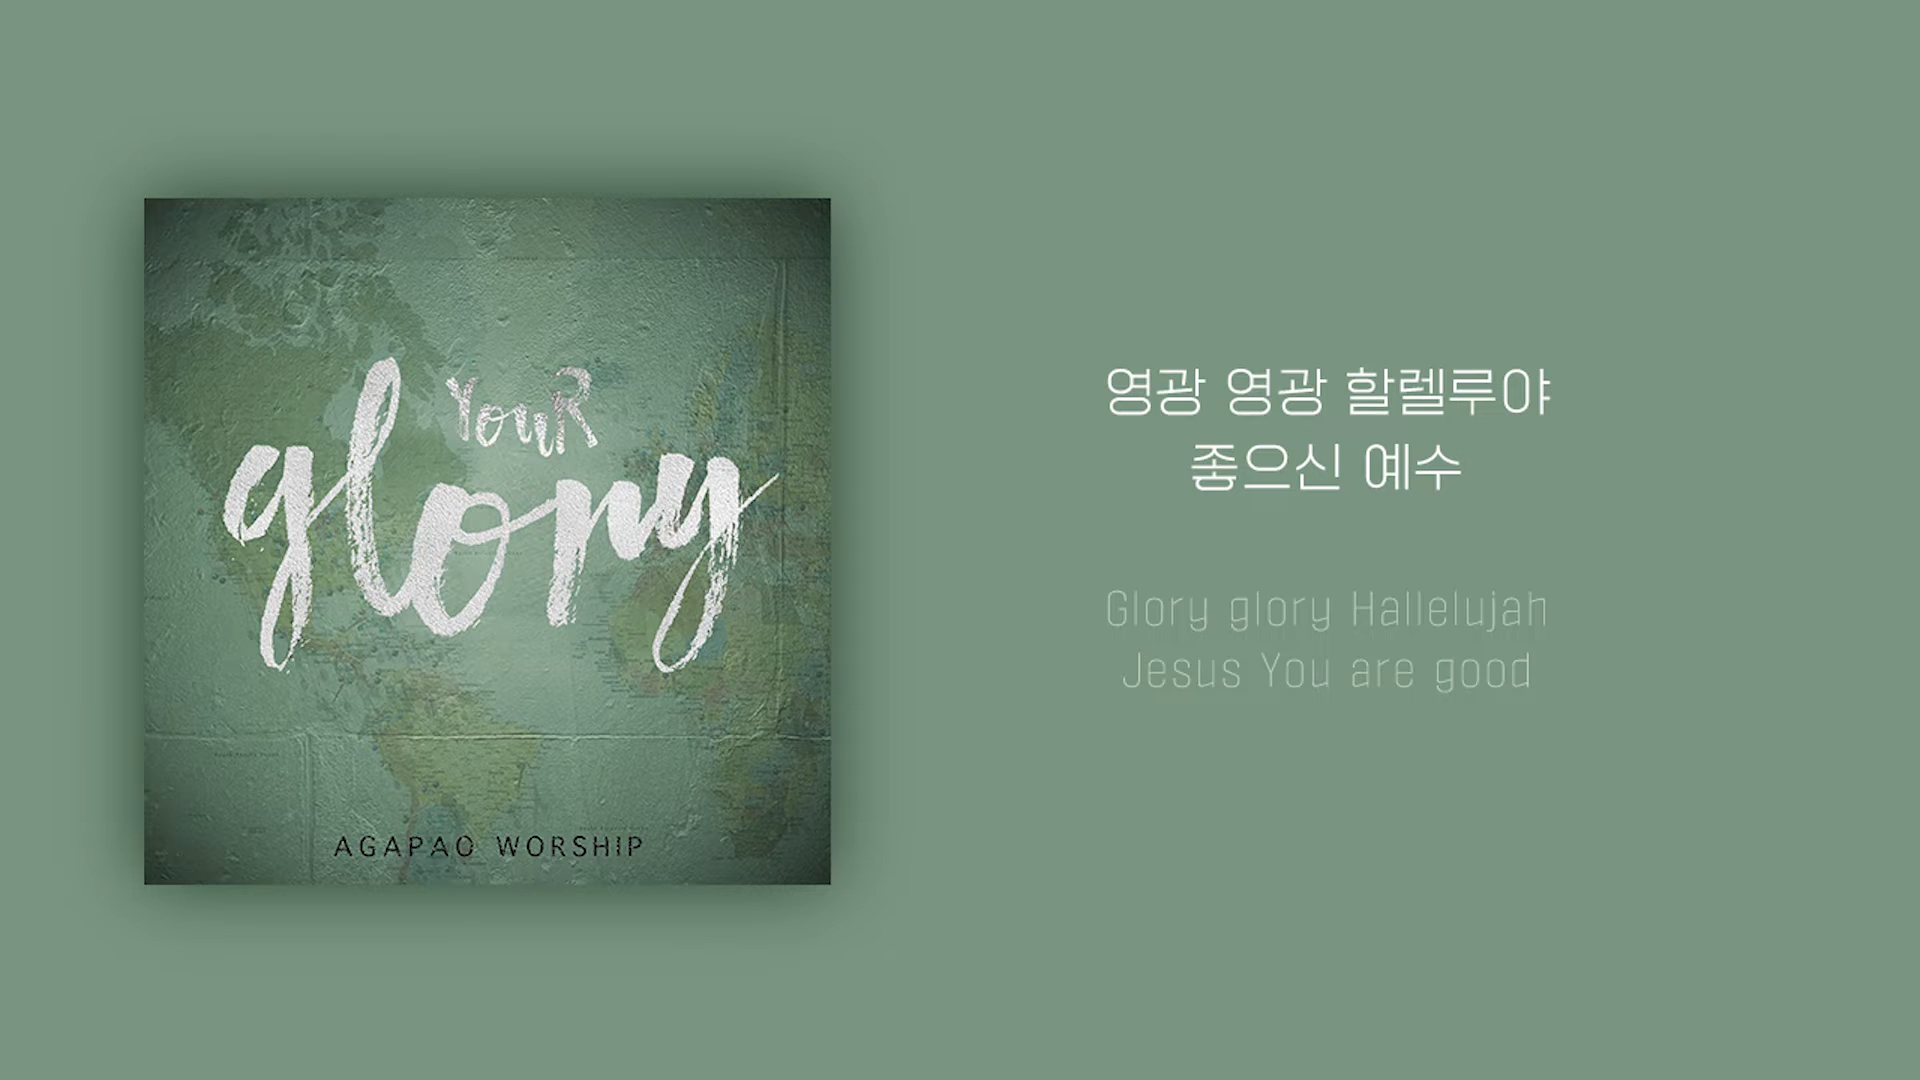 YouR
glory
AGAPAO WORSHIP
영광 영광 할렐루야
좋으신 예수
Glory glory Hallelujah
Jesus You are good